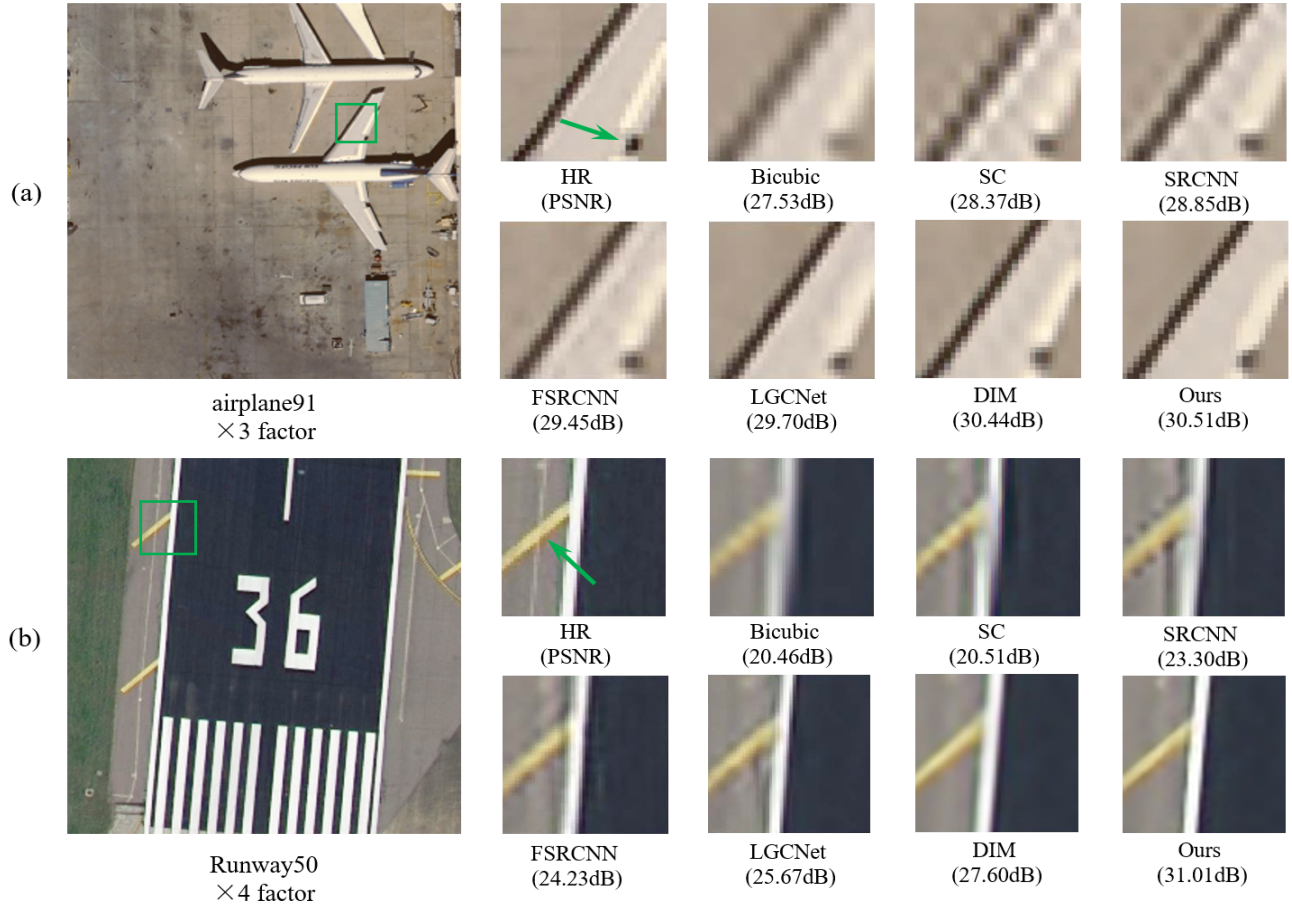 (a)
airplane91
×3 factor
HR
(PSNR)
Bicubic
(27.53dB)
SC
(28.37dB)
SRCNN
(28.85dB)
FSRCNN
(29.45dB)
LGCNet
(29.70dB)
DIM
(30.44dB)
Ours
(30.51dB)
(b)
36
Runway50
×4 factor
HR
(PSNR)
Bicubic
(20.46dB)
SC
(20.51dB)
SRCNN
(23.30dB)
FSRCNN
(24.23dB)
LGCNet
(25.67dB)
DIM
(27.60dB)
Ours
(31.01dB)